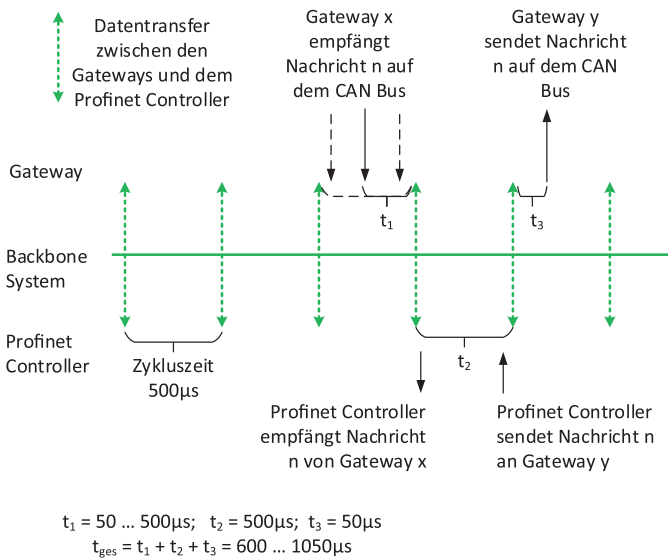 Datentransfer
zwischen den
Gateways und dem
Profinet Controller
Gateway x
empfängt
Nachricht n auf
dem CAN Bus
Gateway y
sendet Nachricht
n auf dem CAN
Bus
Gateway
t₁
t₃
Backbone
System
Profinet
Controller
Zykluszeit
500µs
t₂
Profinet Controller
empfängt Nachricht
n von Gateway x
Profinet Controller
sendet Nachricht n
an Gateway y
t₁ = 50 ... 500µs; t₂ = 500µs; t₃ = 50µs
t_ges = t₁ + t₂ + t₃ = 600 ... 1050µs